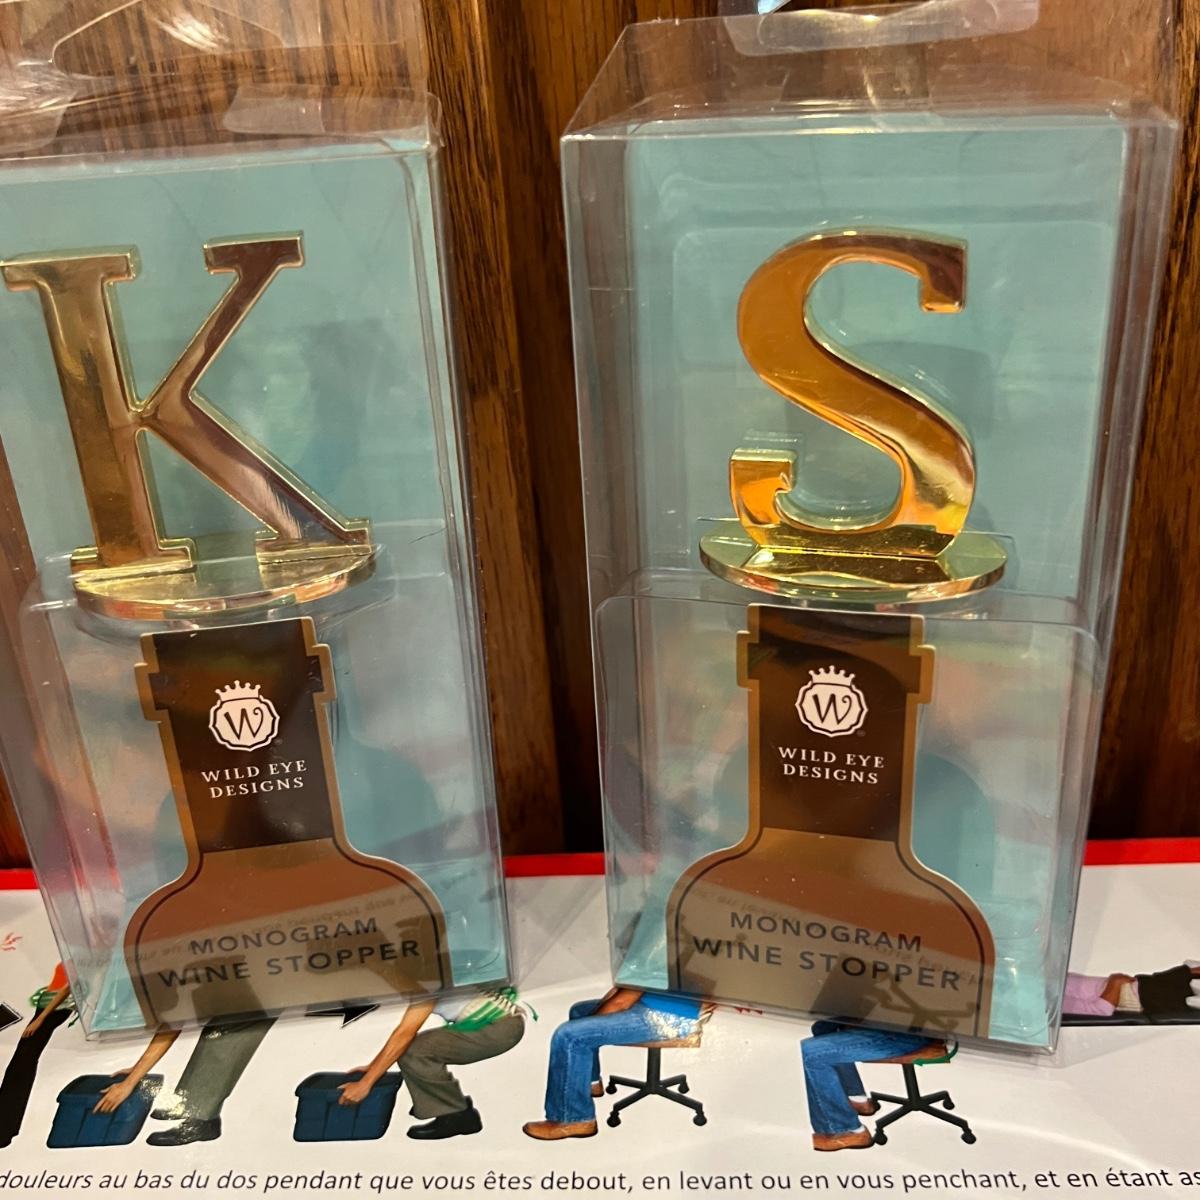 K
S
W
WILD EYE
DESIGNS
W
WILD EYE
DESIGNS
MONOGRAM
WINE STOPPER
MONOGRAM
WINE STOPPER
douleurs au bas du dos pendant que vous êtes debout, en levant ou en vous penchant, et en étant